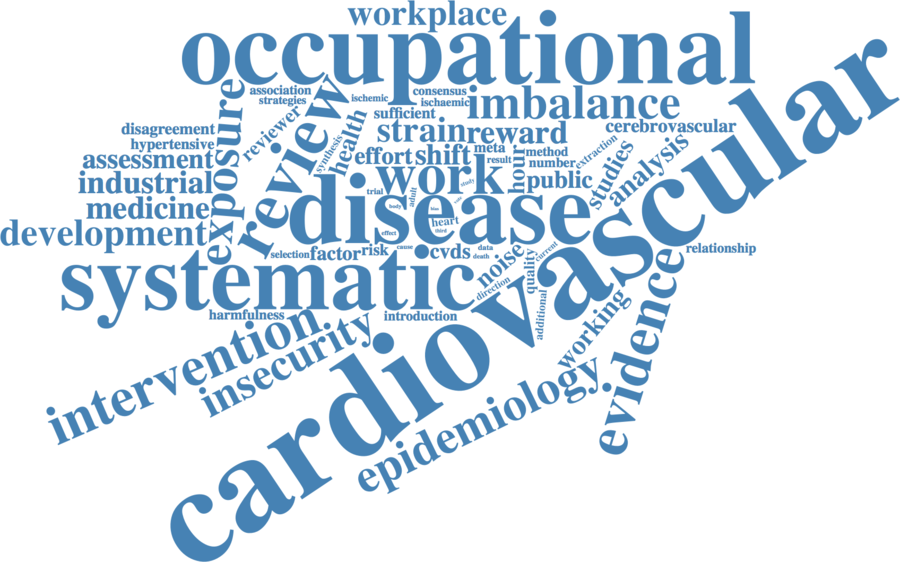 workplace
occupational
cardiovascular
association
strategies
ischemic
consensus
ischaemic
imbalance
sufficient
exposure
reviewer
review
synthesis
health
strain
reward
cerebrovascular
disagreement
hypertensive
assessment
effort
shift
meta
result
method
number
extraction
studies
analysis
industrial
work
hour
public
medicine
trial
adult
study
disease
body
bias
heart
third
development
effect
cause
selection
factor
risk
cvds
data
death
noise
current
quality
relationship
systematic
direction
additional
harmfulness
introduction
intervention
insecurity
working
evidence
epidemiology